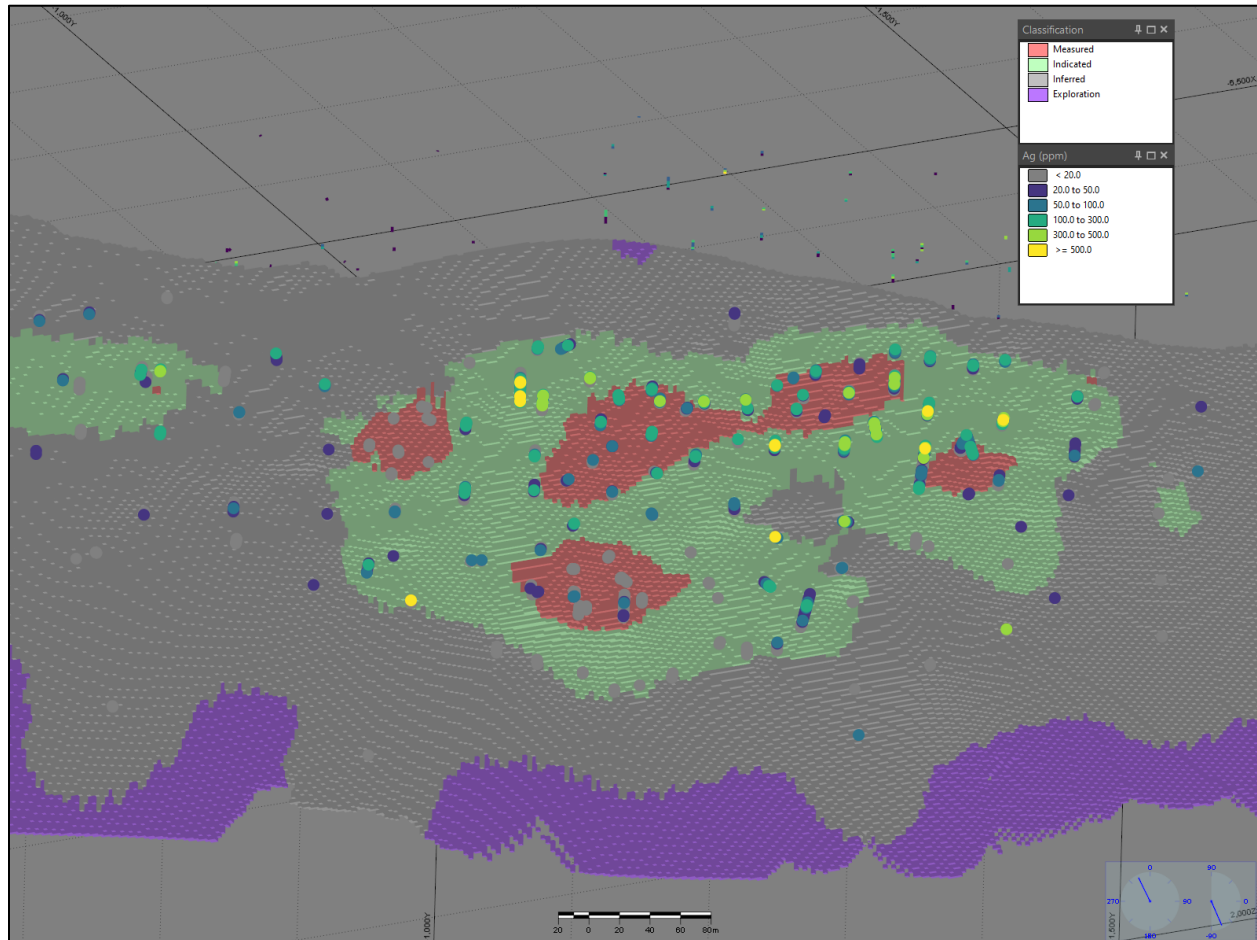 -1,000Y
-1,500Y
-6,500X
Classification
Measured
Indicated
Inferred
Exploration
Ag (ppm)
< 20.0
20.0 to 50.0
50.0 to 100.0
100.0 to 300.0
300.0 to 500.0
>= 500.0
1,000Y
1,500Y
2,000Z
20 0 20 40 60 80m
0 90
270 90 0
180 -90